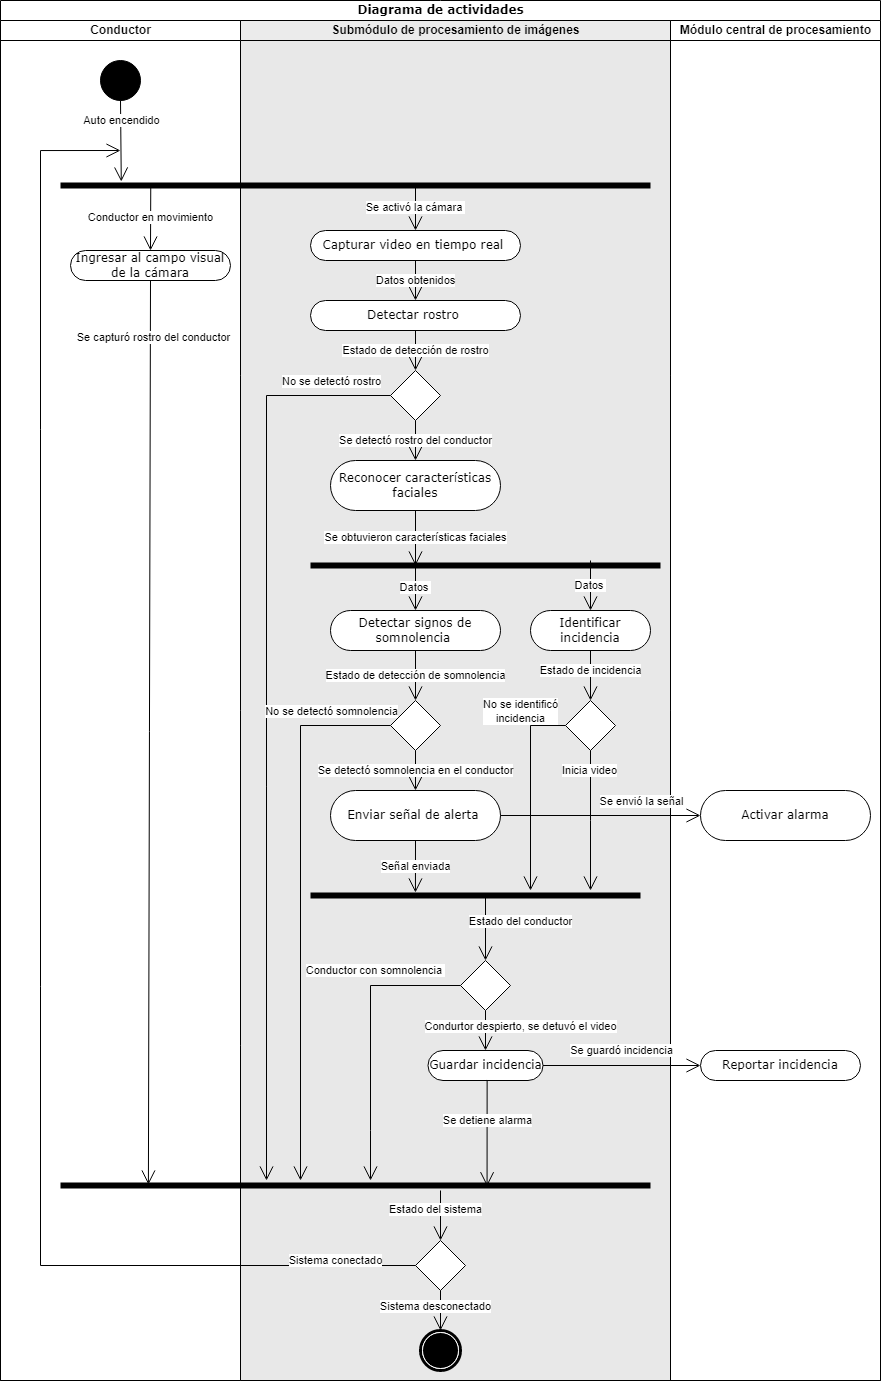 Diagrama de actividades
Conductor
Submódulo de procesamiento de imágenes
Módulo central de procesamiento
Auto encendido
Se activó la cámara
Conductor en movimiento
Capturar video en tiempo real
Ingresar al campo visual
de la cámara
Datos obtenidos
Detectar rostro
Se capturó rostro del conductor
Estado de detección de rostro
No se detectó rostro
Se detectó rostro del conductor
Reconocer características
faciales
Se obtuvieron características faciales
Datos
Datos
Detectar signos de
somnolencia
Identificar
incidencia
Estado de detección de somnolencia
Estado de incidencia
No se detectó somnolencia
No se identificó
incidencia
Se detectó somnolencia en el conductor
Inicia video
Se envió la señal
Enviar señal de alerta
Activar alarma
Señal enviada
Estado del conductor
Conductor con somnolencia
Condurtor despierto, se detuvó el video
Se guardó incidencia
Guardar incidencia
Reportar incidencia
Se detiene alarma
Estado del sistema
Sistema conectado
Sistema desconectado